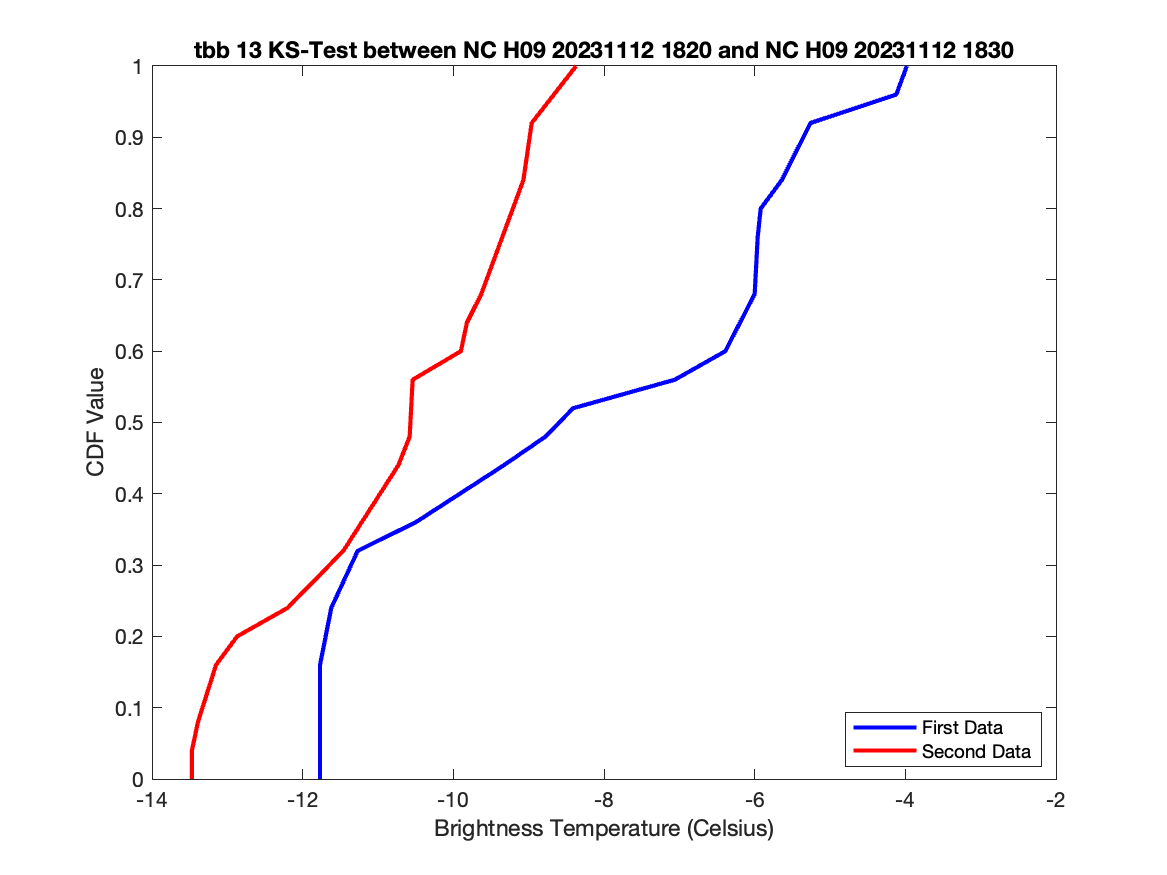 tbb 13 KS-Test between NC H09 20231112 1820 and NC H09 20231112 1830
1
0.9
0.8
0.7
0.6
0.5
0.4
0.3
0.2
0.1
0
CDF Value
First Data
Second Data
-14 -12 -10 -8 -6 -4 -2
Brightness Temperature (Celsius)